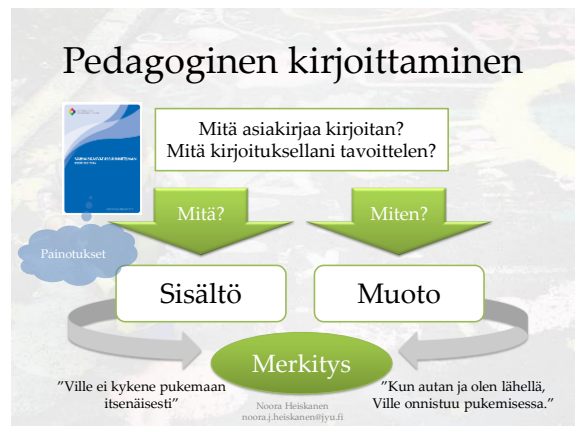 Pedagoginen kirjoittaminen
Mitä asiakirjaa kirjoitan?
Mitä kirjoituksellani tavoittelen?
Mitä?
Miten?
Painotukset
Sisältö
Muoto
Merkitys
”Ville ei kykene pukemaan
itsenäisesti”
”Kun autan ja olen lähellä,
Ville onnistuu pukemisessa.”
Noora Heiskanen
noora.j.heiskanen@jyu.fi